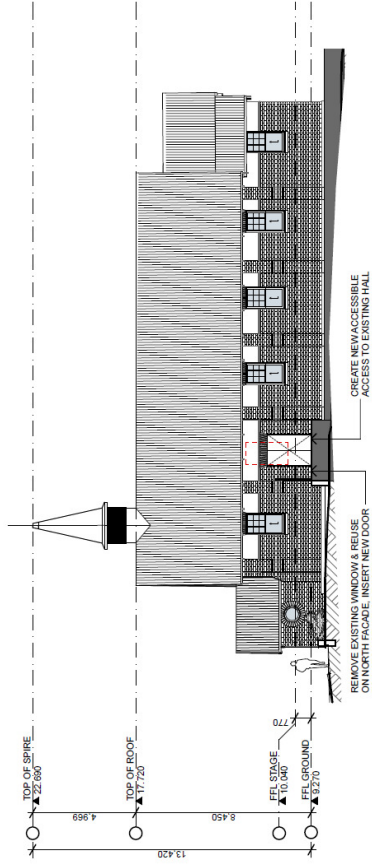 TOP OF SPIRE
22.690
TOP OF ROOF
17.720
FFL STAGE
10.040
FFL GROUND
9.270
4.969
8.450
13.420
770
REMOVE EXISTING WINDOW & REUSE
ON NORTH FACADE, INSERT NEW DOOR
CREATE NEW ACCESSIBLE
ACCESS TO EXISTING HALL